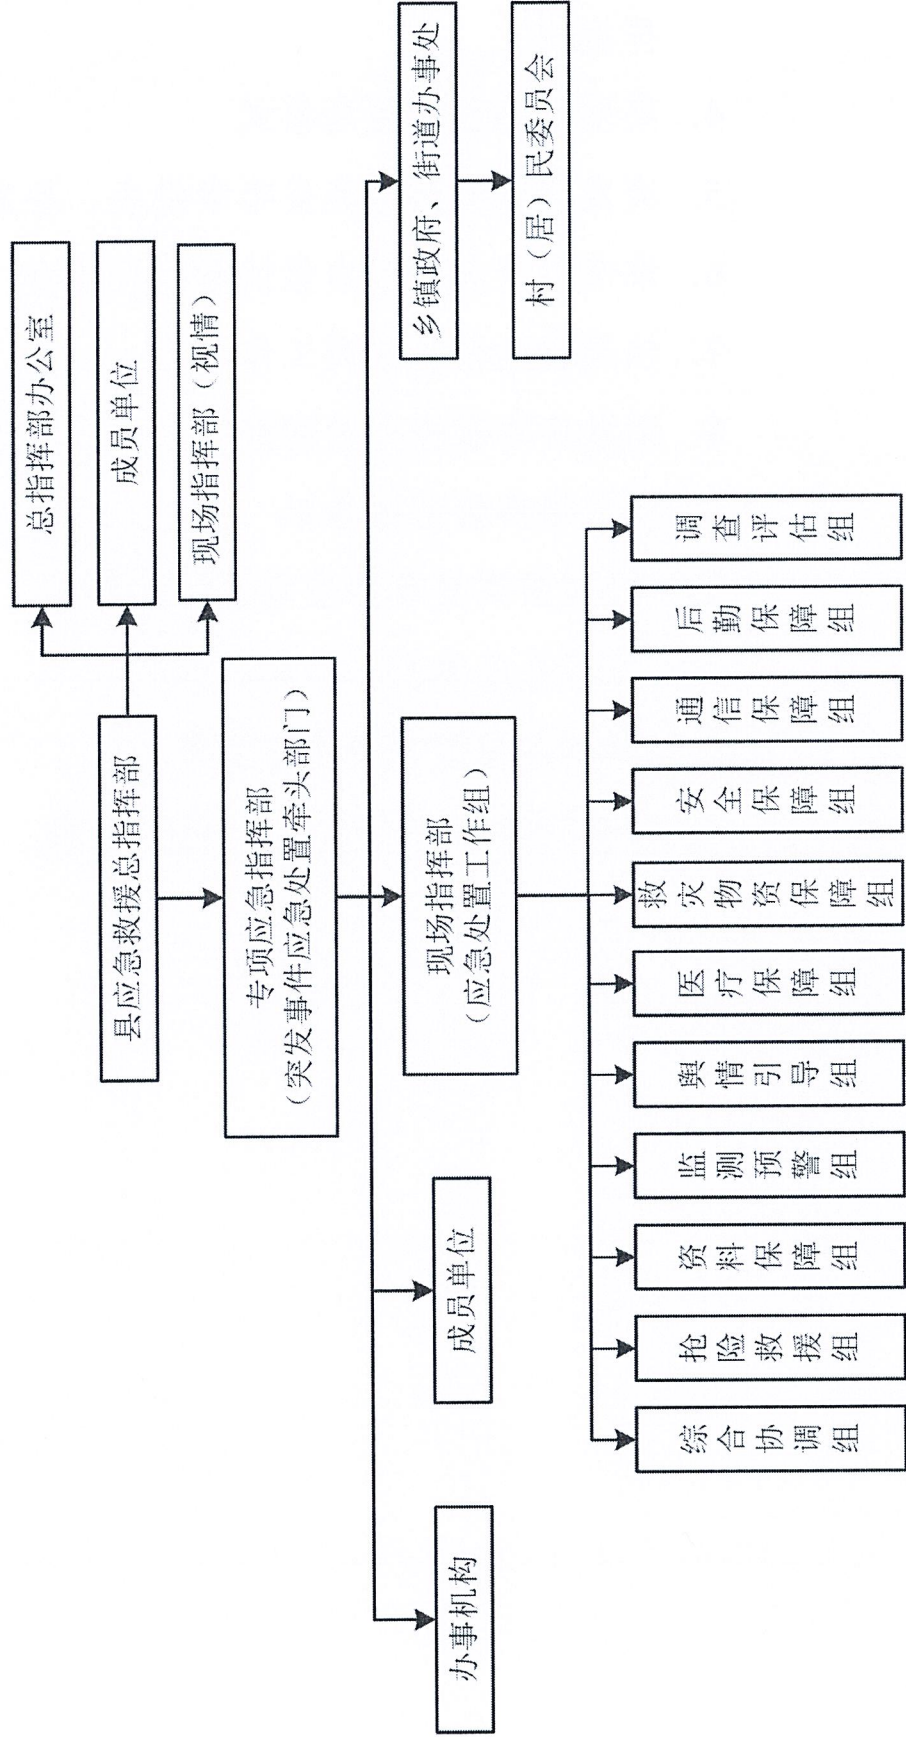 总指挥部办公室
县应急救援总指挥部
成员单位
现场指挥部（视情）
专项应急指挥部
（突发事件应急处置牵头部门）
办事机构
成员单位
现场指挥部
（应急处置工作组）
乡镇政府、街道办事处
村（居）民委员会
综合协调组
抢险救援组
资料保障组
监测预警组
舆情引导组
医疗保障组
救灾物资保障组
安全保障组
通信保障组
后勤保障组
调查评估组